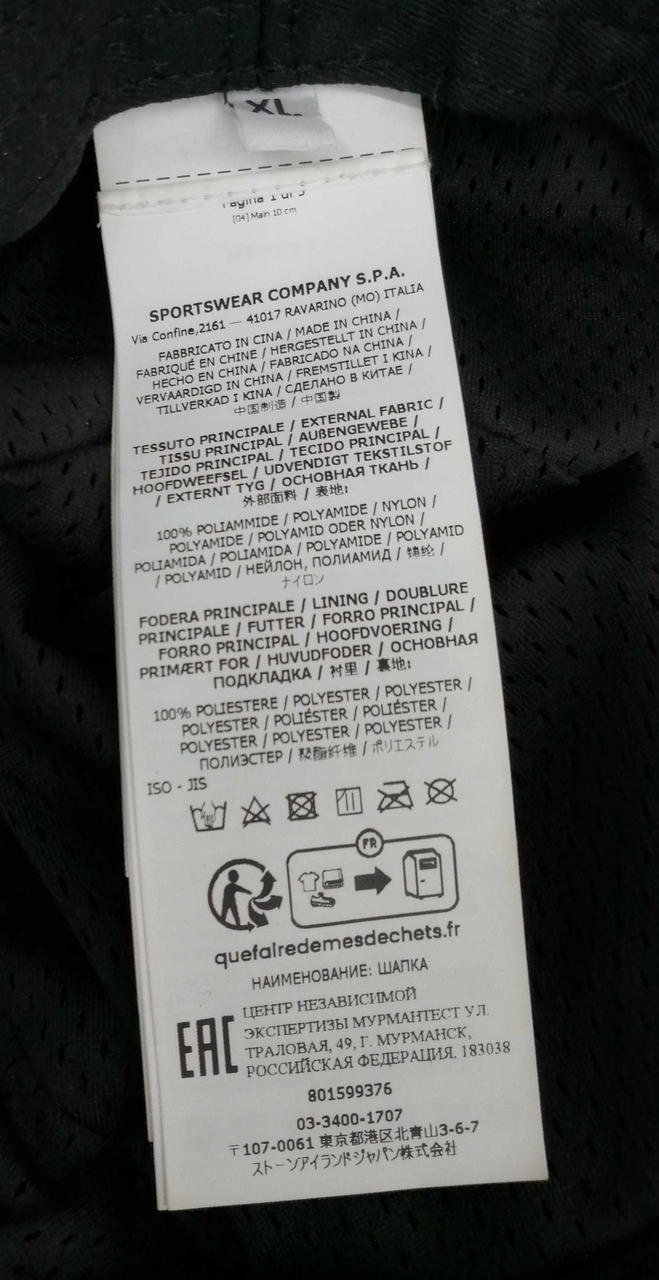 XL
Pagina 1 di 5
[04] Main 10 cm
SPORTSWEAR COMPANY S.P.A.
Via Confine,2161 — 41017 RAVARINO (MO) ITALIA
FABBRICATO IN CINA / MADE IN CHINA /
FABRIQUÉ EN CHINE / HERGESTELLT IN CHINA /
HECHO EN CHINA / FABRICADO NA CHINA /
VERVAARDIGD IN CHINA / FREMSTILLET I KINA /
TILLVERKAD I KINA / СДЕЛАНО В КИТАЕ /
中国制造 / 中国製
TESSUTO PRINCIPALE / EXTERNAL FABRIC /
TISSU PRINCIPAL / AUßENGEWEBE /
TEJIDO PRINCIPAL / TECIDO PRINCIPAL /
HOOFDWEEFSEL / UDVENDIGT TEKSTILSTOF
/ EXTERNT TYG / ОСНОВНАЯ ТКАНЬ /
外部面料 / 表地:
100% POLIAMMIDE / POLYAMIDE / NYLON /
POLYAMIDE / POLYAMID ODER NYLON /
POLIAMIDA / POLIAMIDA / POLYAMIDE / POLYAMID
/ POLYAMID / НЕЙЛОН, ПОЛИАМИД / 锦纶 /
ナイロン
FODERA PRINCIPALE / LINING / DOUBLURE
PRINCIPALE / FUTTER / FORRO PRINCIPAL /
FORRO PRINCIPAL / HOOFDVOERING /
PRIMÆRT FOR / HUVUDFODER / ОСНОВНАЯ
ПОДКЛАДКА / 衬里 / 裏地:
100% POLIESTERE / POLYESTER / POLYESTER /
POLYESTER / POLIÉSTER / POLIÉSTER /
POLYESTER / POLYESTER / POLYESTER /
ПОЛИЭСТЕР / 聚酯纤维 / ポリエステル
ISO - JIS
FR
quefairedemesdechets.fr
НАИМЕНОВАНИЕ: ШАПКА
EAC
ЦЕНТР НЕЗАВИСИМОЙ
ЭКСПЕРТИЗЫ МУРМАНТЕСТ УЛ.
ТРАЛОВАЯ, 49, Г. МУРМАНСК,
РОССИЙСКАЯ ФЕДЕРАЦИЯ, 183038
801599376
03-3400-1707
〒107-0061 東京都港区北青山3-6-7
ストーンアイランドジャパン株式会社